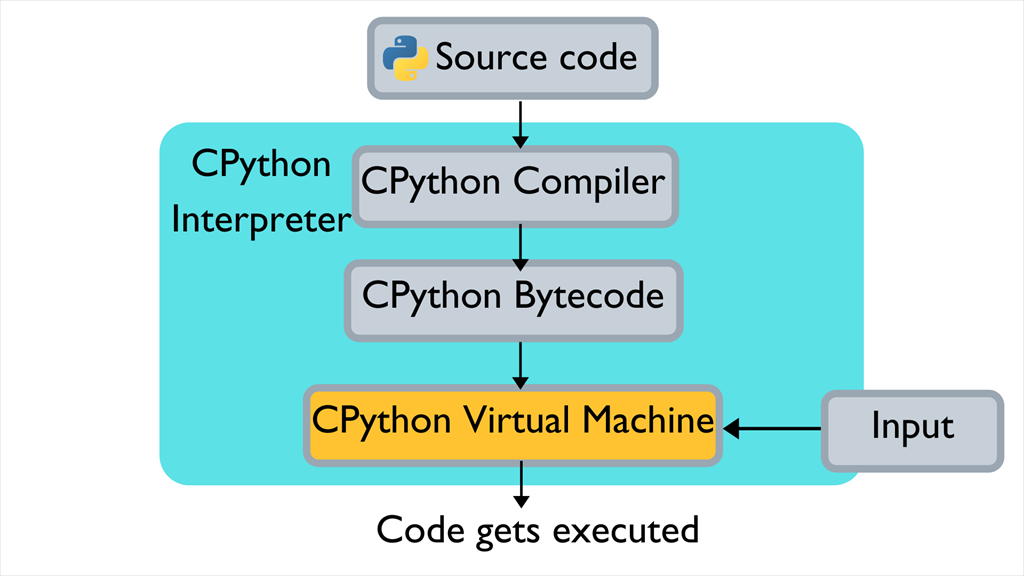 Source code
CPython
Interpreter
CPython Compiler
CPython Bytecode
CPython Virtual Machine
Input
Code gets executed